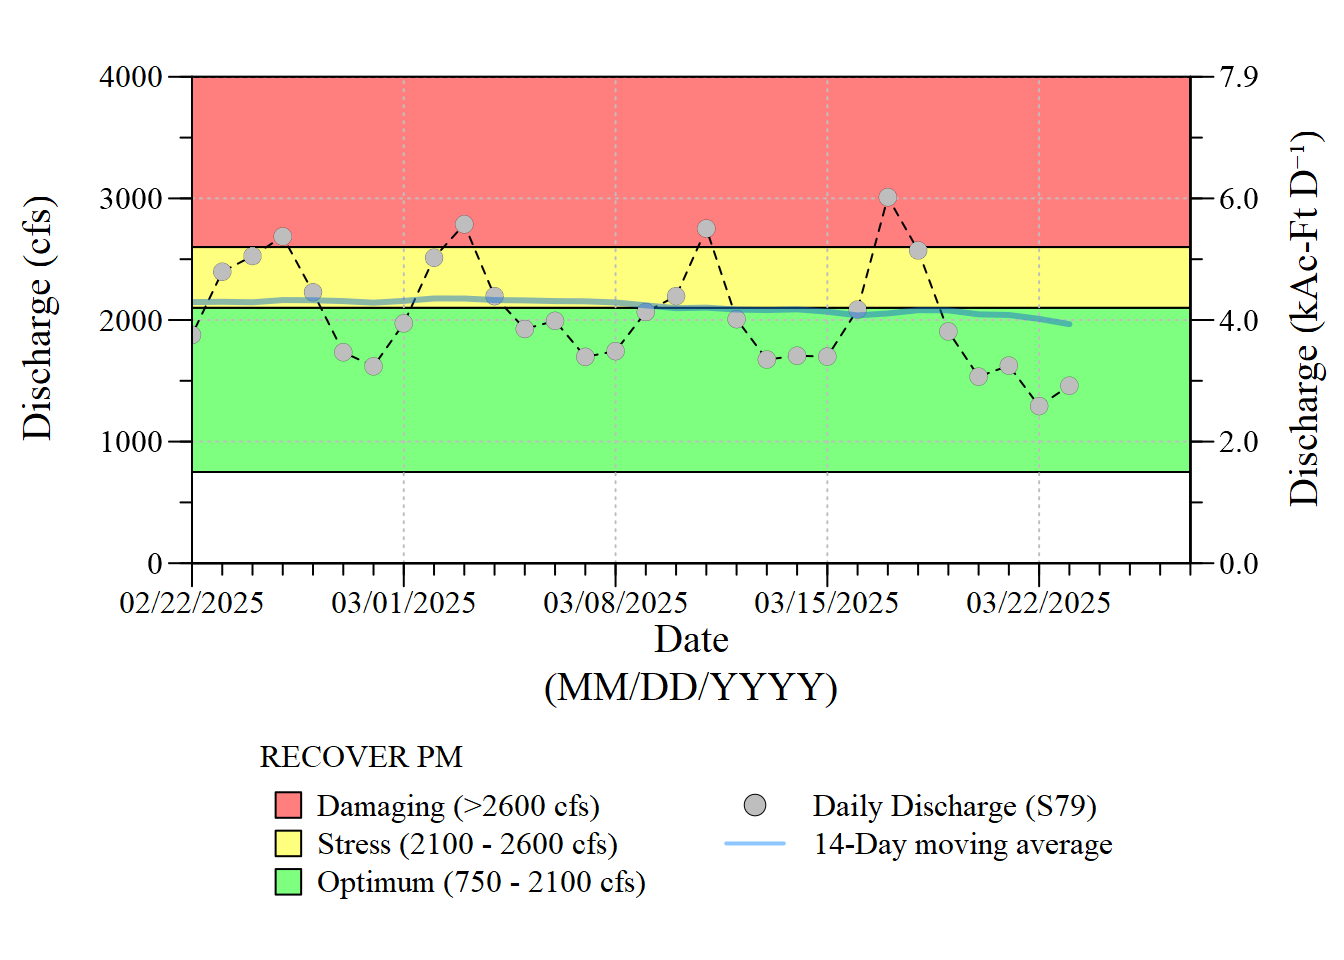 4000
3000
2000
1000
0
Discharge (cfs)
7.9
6.0
4.0
2.0
0.0
Discharge (kAc-Ft D⁻¹)
02/22/2025 03/01/2025 03/08/2025 03/15/2025 03/22/2025
Date
(MM/DD/YYYY)
RECOVER PM
Damaging (>2600 cfs)
Stress (2100 - 2600 cfs)
Optimum (750 - 2100 cfs)
Daily Discharge (S79)
14-Day moving average